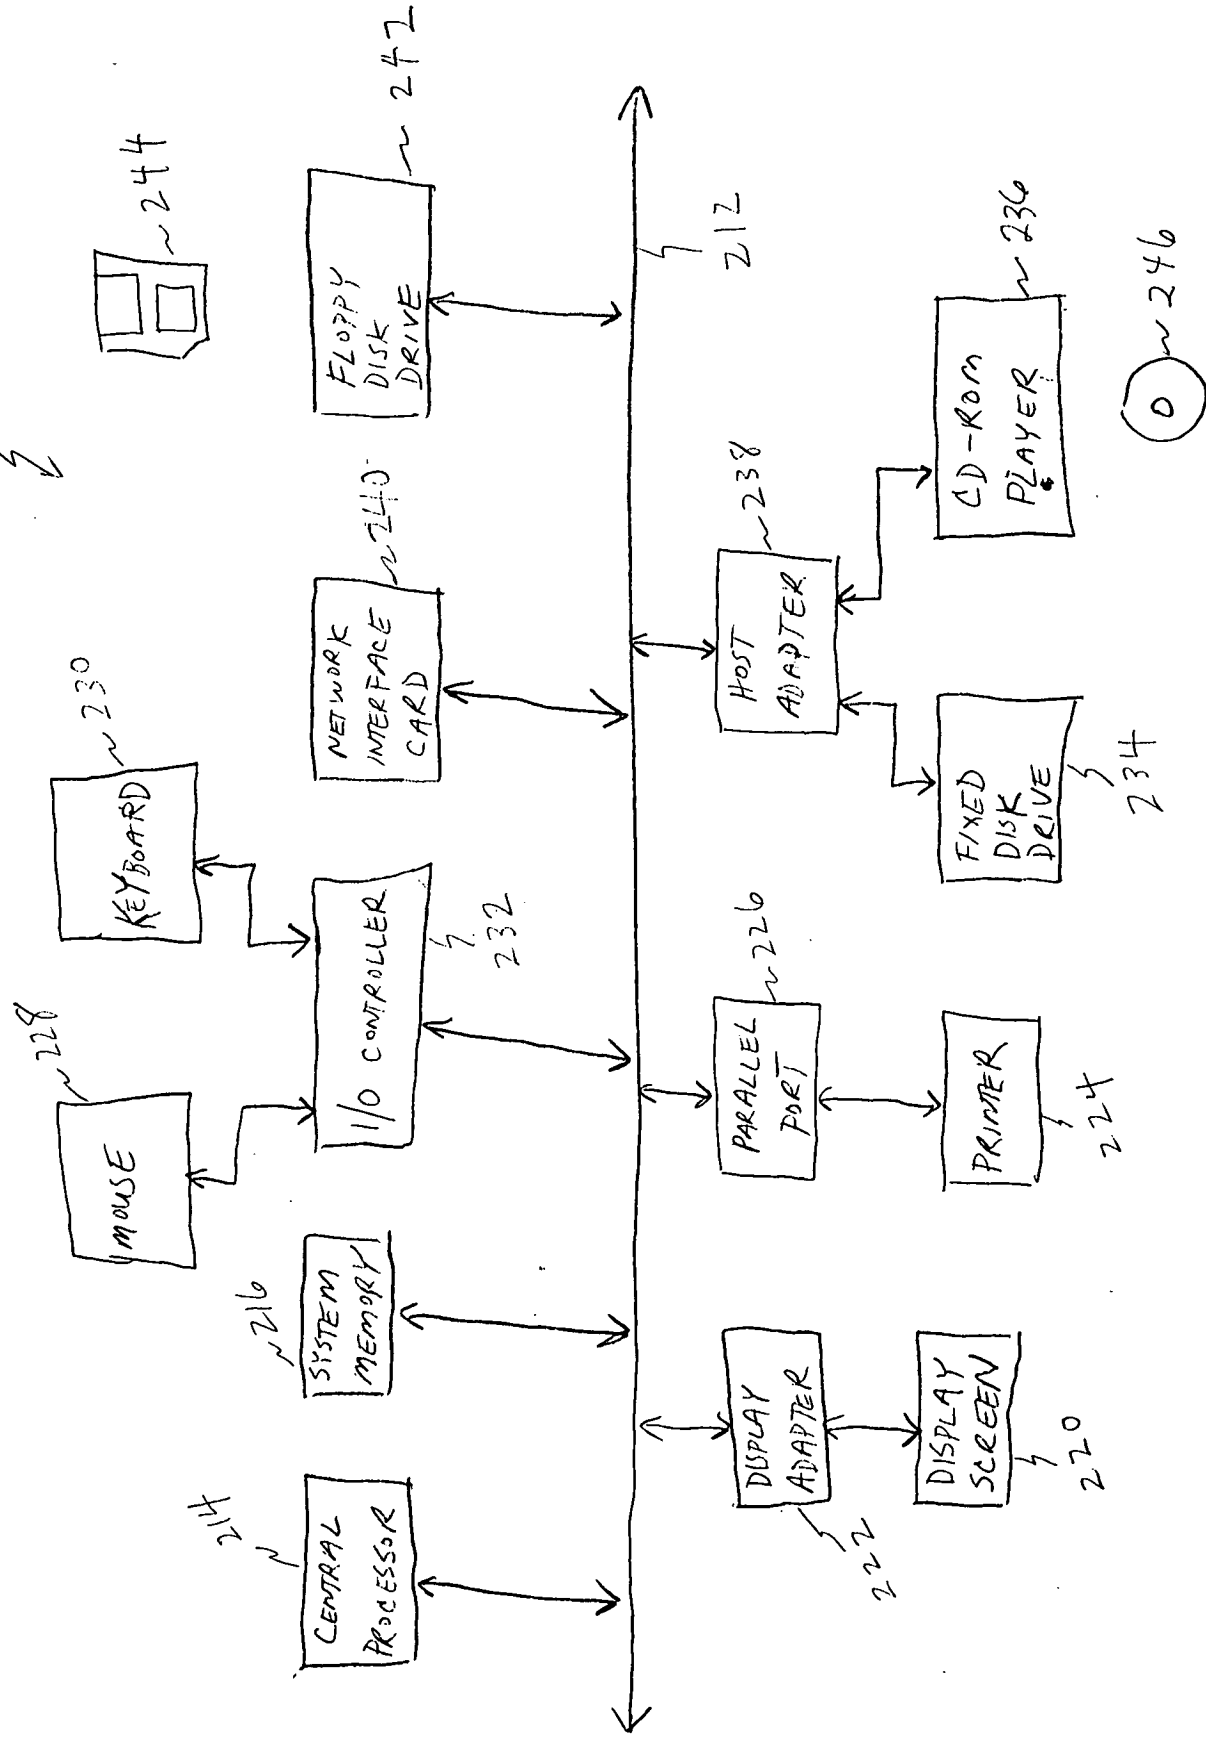 244
230
228
FLOPPY
DISK
DRIVE
242
NETWORK
INTERFACE
CARD
240
I/O CONTROLLER
232
KEYBOARD
MOUSE
216
SYSTEM
MEMORY
214
CENTRAL
PROCESSOR
212
HOST
ADAPTER
238
PARALLEL
PORT
226
DISPLAY
ADAPTER
222
CD-ROM
PLAYER
236
246
FIXED
DISK
DRIVE
234
PRINTER
224
DISPLAY
SCREEN
220